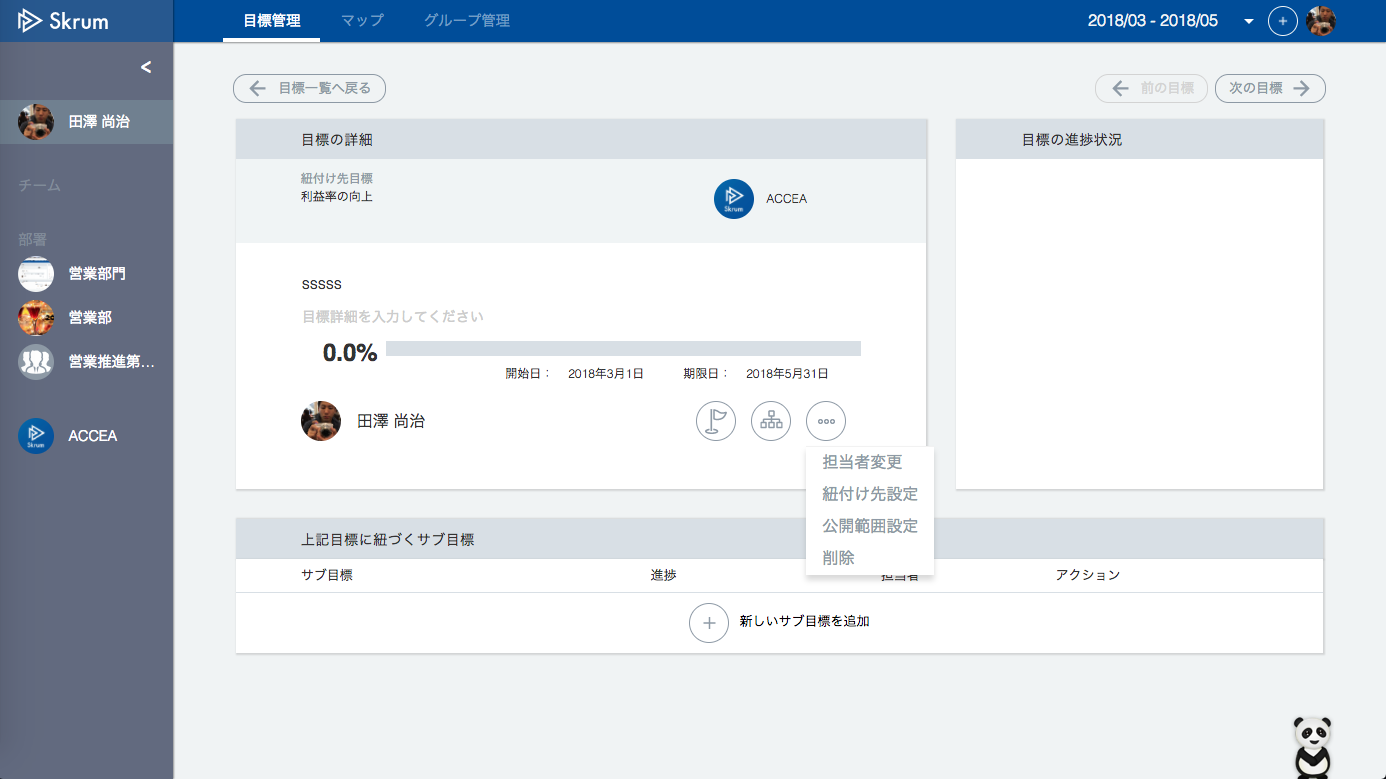 Skrum
目標管理
マップ
グループ管理
2018/03 - 2018/05
<
田澤 尚治
チーム
部署
営業部門
営業部
営業推進第...
Skrum
ACCEA
目標一覧へ戻る
前の目標
次の目標
目標の詳細
紐付け先目標
利益率の向上
Skrum
ACCEA
sssss
目標詳細を入力してください
0.0%
開始日： 2018年3月1日 期限日： 2018年5月31日
田澤 尚治
担当者変更
紐付け先設定
公開範囲設定
削除
目標の進捗状況
上記目標に紐づくサブ目標
サブ目標 進捗 担当者 アクション
新しいサブ目標を追加